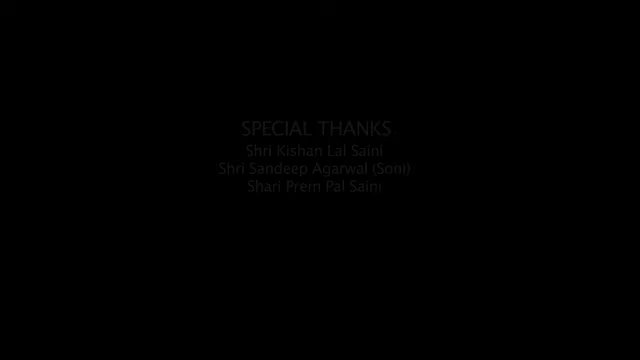 SPECIAL THANKS
Shri Kishan Lal Saini
Shri Sandeep Agarwal (Soni)
Shari Prem Pal Saini